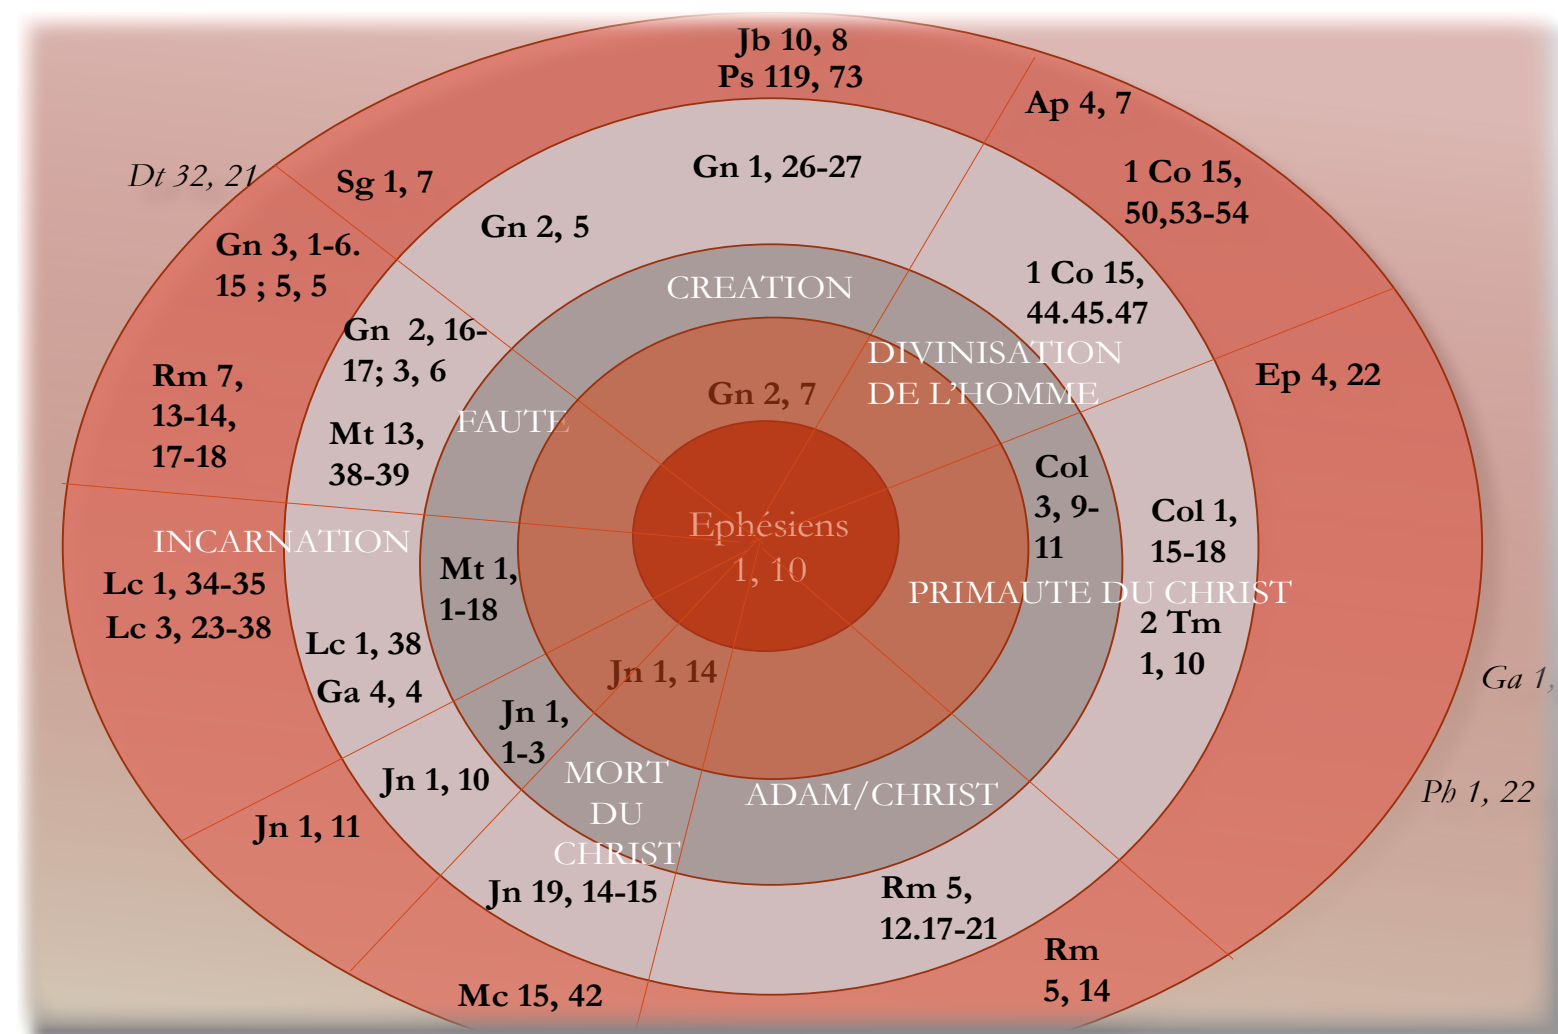 Jb 10, 8
Ps 119, 73
Ap 4, 7
Gn 1, 26-27
1 Co 15,
50,53-54
Dt 32, 21
Sg 1, 7
Gn 2, 5
Gn 3, 1-6.
15 ; 5, 5
CREATION
1 Co 15,
44.45.47
Gn 2, 16-
17; 3, 6
DIVINISATION
DE L’HOMME
Rm 7,
13-14,
17-18
Gn 2, 7
Ep 4, 22
FAUTE
Mt 13,
38-39
Col
3, 9-
11
Ephésiens
1, 10
Col 1,
15-18
INCARNATION
Lc 1, 34-35
Lc 3, 23-38
Mt 1,
1-18
PRIMAUTE DU CHRIST
2 Tm
1, 10
Lc 1, 38
Ga 4, 4
Jn 1, 14
Ga 1,
Jn 1,
1-3
Jn 1, 10
MORT
DU
CHRIST
ADAM/CHRIST
Ph 1, 22
Jn 1, 11
Jn 19, 14-15
Rm 5,
12.17-21
Rm
5, 14
Mc 15, 42